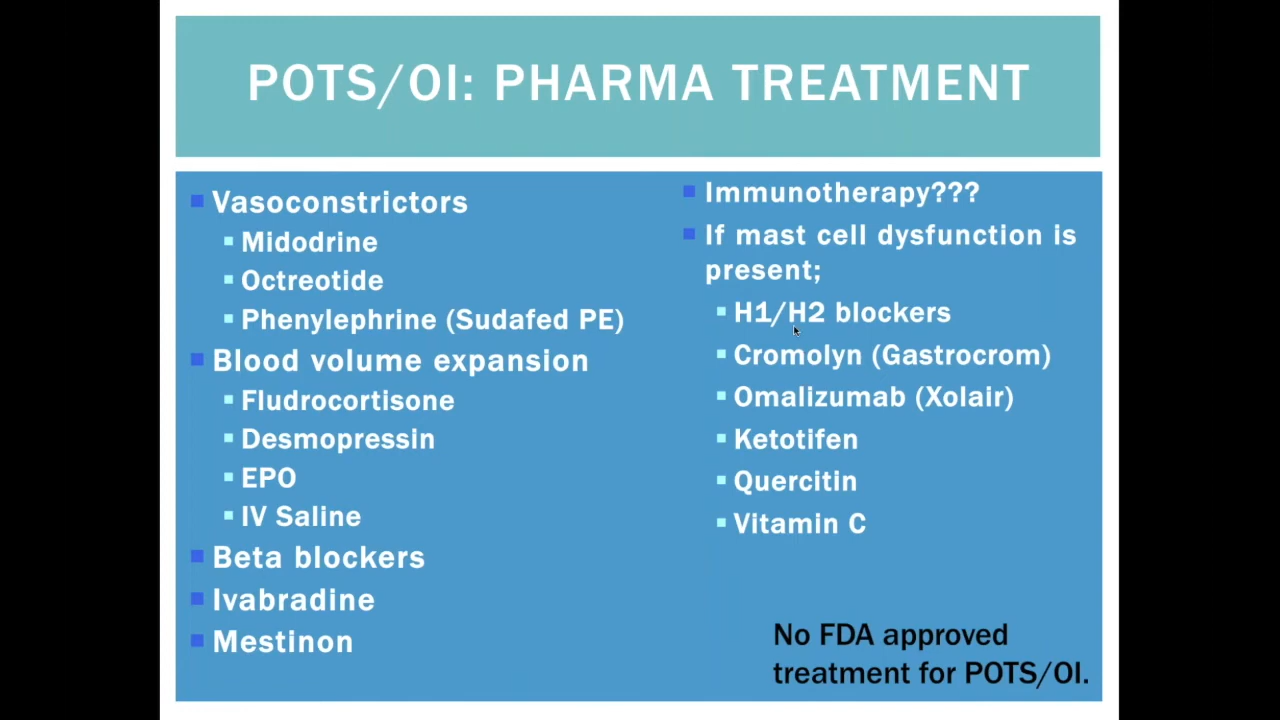 POTS/OI: PHARMA TREATMENT
Vasoconstrictors
Midodrine
Octreotide
Phenylephrine (Sudafed PE)
Blood volume expansion
Fludrocortisone
Desmopressin
EPO
IV Saline
Beta blockers
Ivabradine
Mestinon
Immunotherapy???
If mast cell dysfunction is
present;
H1/H2 blockers
Cromolyn (Gastrocrom)
Omalizumab (Xolair)
Ketotifen
Quercitin
Vitamin C
No FDA approved
treatment for POTS/OI.